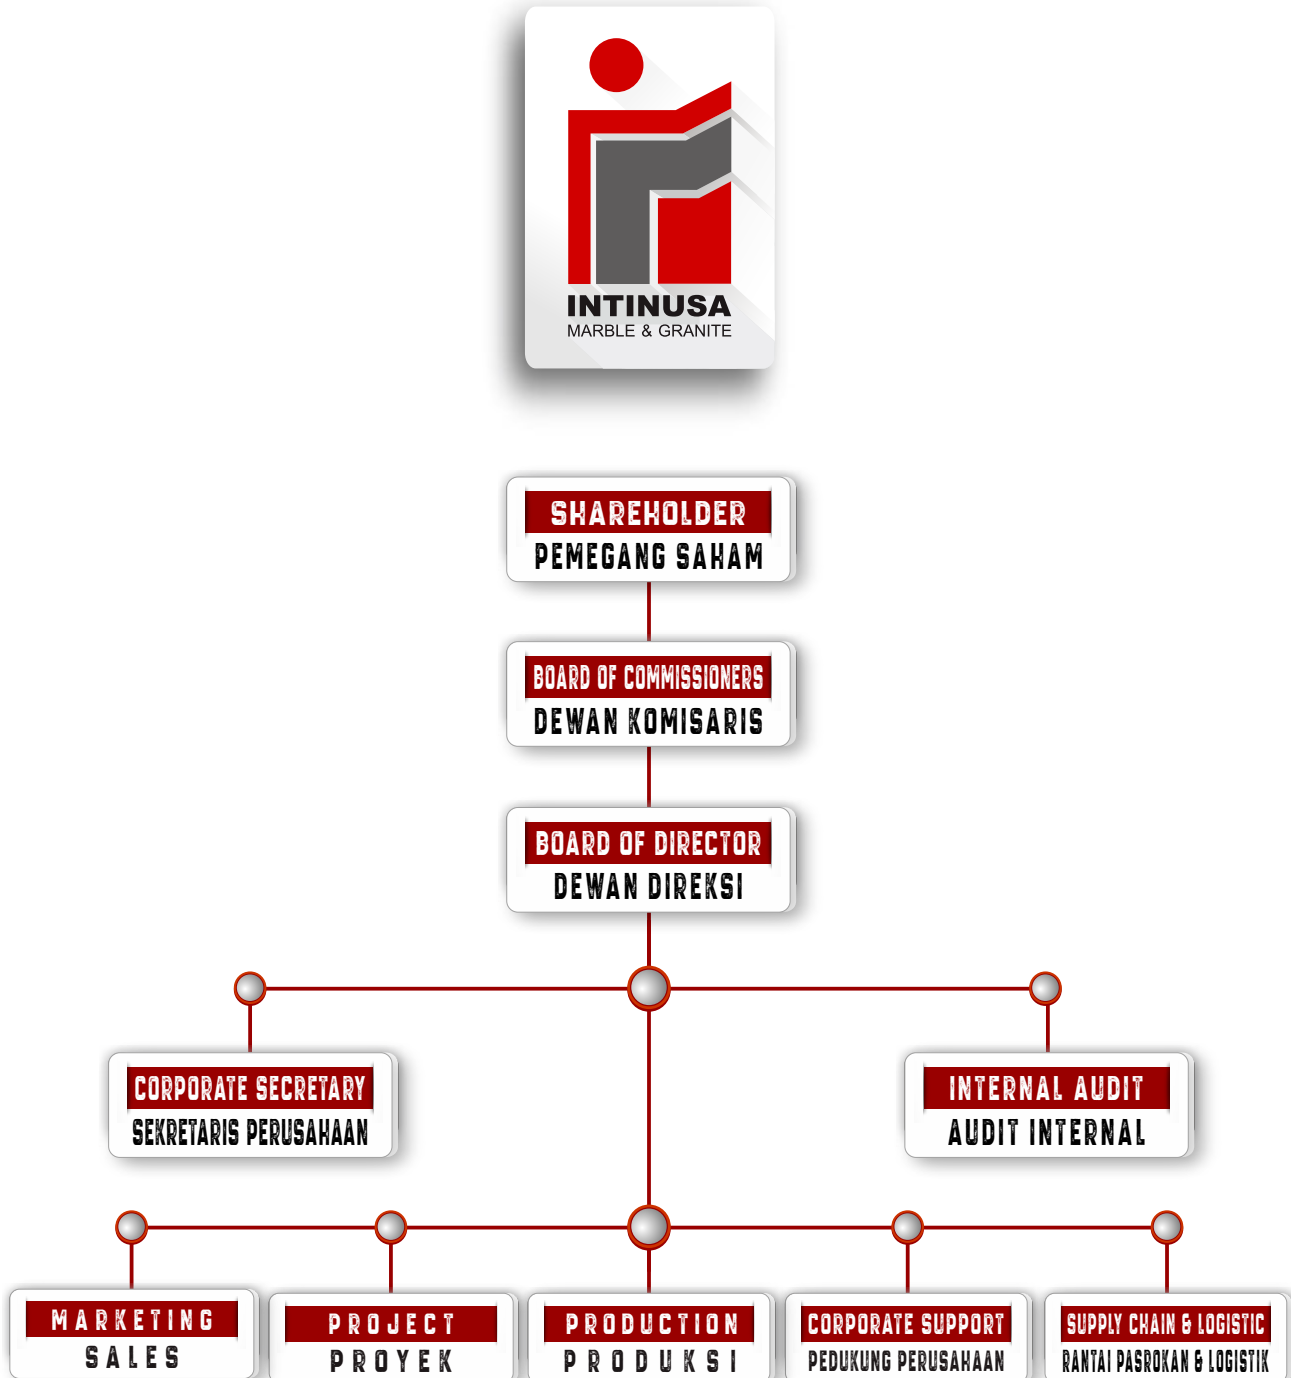 INTINUSA
MARBLE & GRANITE
SHAREHOLDER
PEMEGANG SAHAM
BOARD OF COMMISSIONERS
DEWAN KOMISARIS
BOARD OF DIRECTOR
DEWAN DIREKSI
CORPORATE SECRETARY
SEKRETARIS PERUSAHAAN
INTERNAL AUDIT
AUDIT INTERNAL
MARKETING
SALES
PROJECT
PROYEK
PRODUCTION
PRODUKSI
CORPORATE SUPPORT
PEDUKUNG PERUSAHAAN
SUPPLY CHAIN & LOGISTIC
RANTAI PASROKAN & LOGISTIK